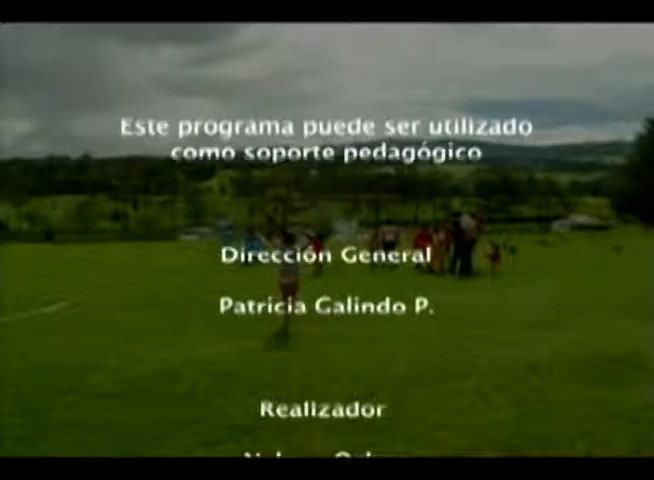 Este programa puede ser utilizado
como soporte pedagógico
Dirección General
Patricia Galindo P.
Realizador